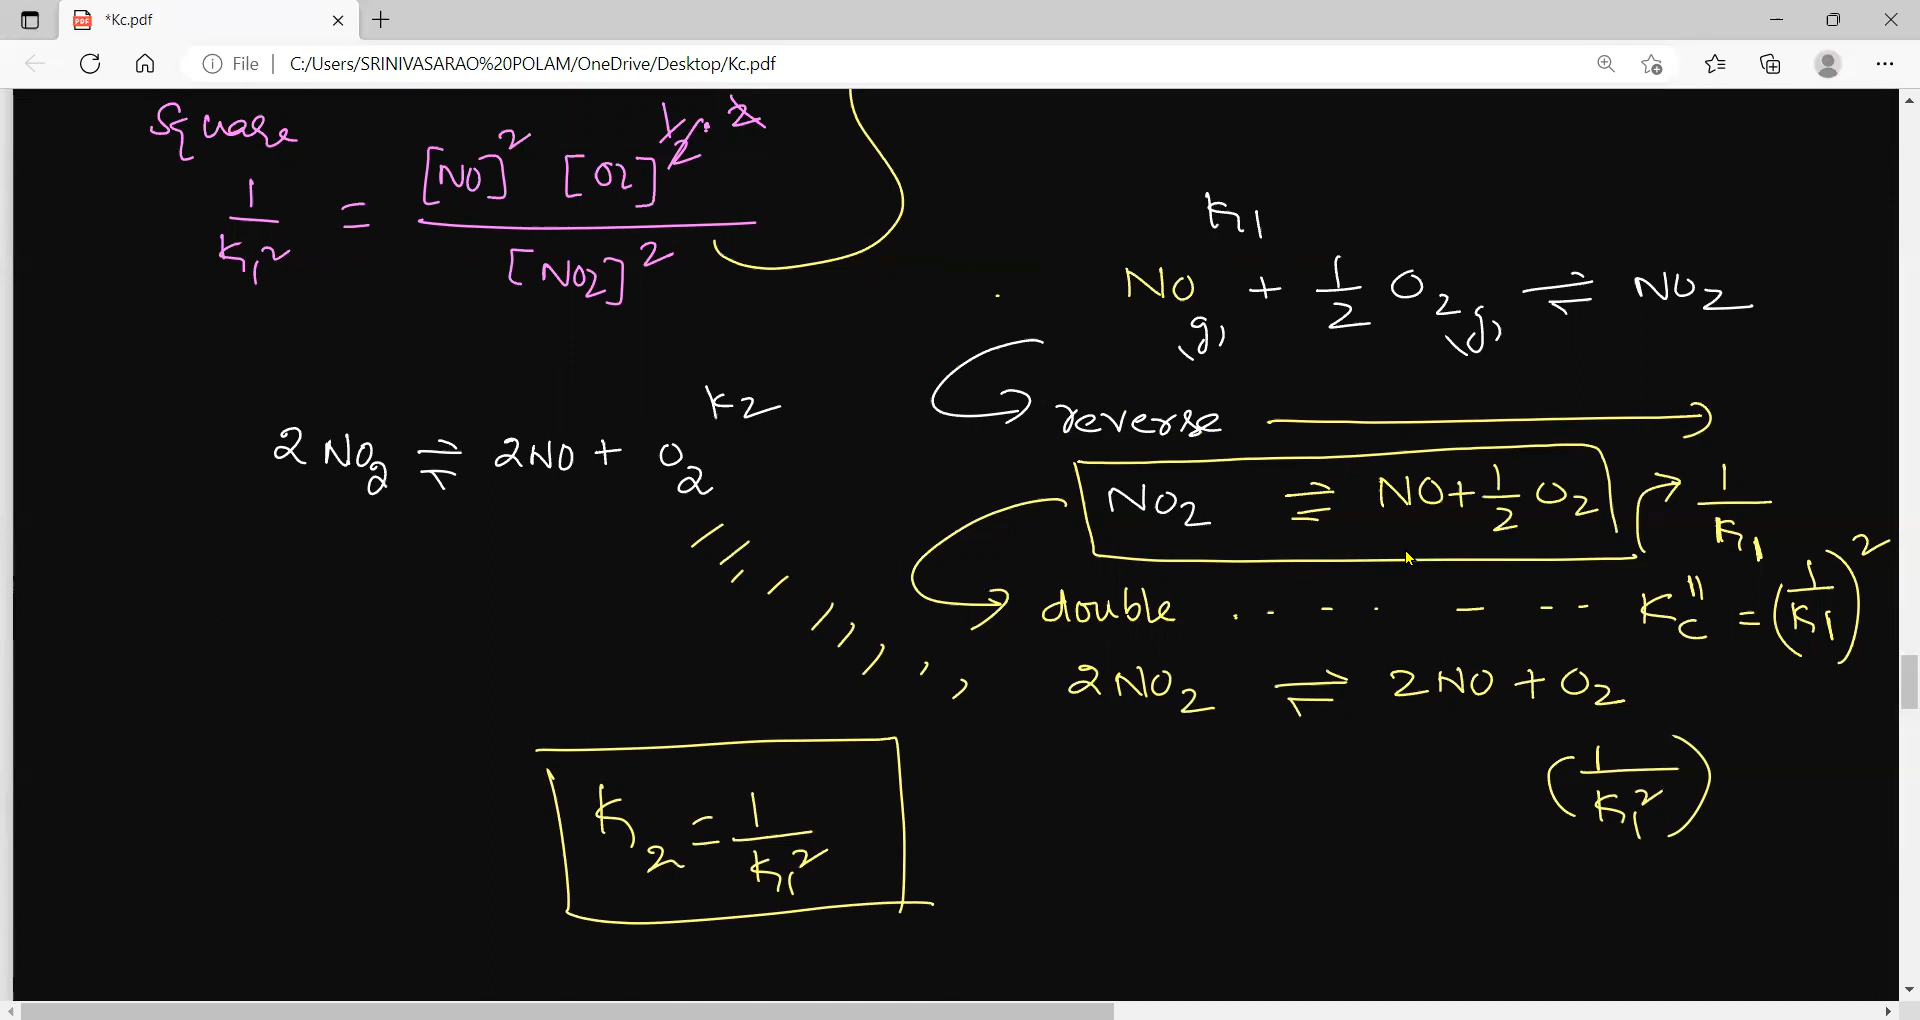 *Kc.pdf
File | C:/Users/SRINIVASARAO%20POLAM/OneDrive/Desktop/Kc.pdf
Square
1/K₁² = [NO]² [O2]^(1/2 · 2) / [NO2]²
K1
NO(g) + 1/2 O2(g) ⇌ NO2
reverse
K2
2NO2 ⇌ 2NO + O2
NO2 ⇌ NO + 1/2 O2
1/K1
double . . - - · - - - Kc'' = (1/K1)²
2NO2 ⇌ 2NO + O2
(1/K₁²)
K2 = 1/K₁²